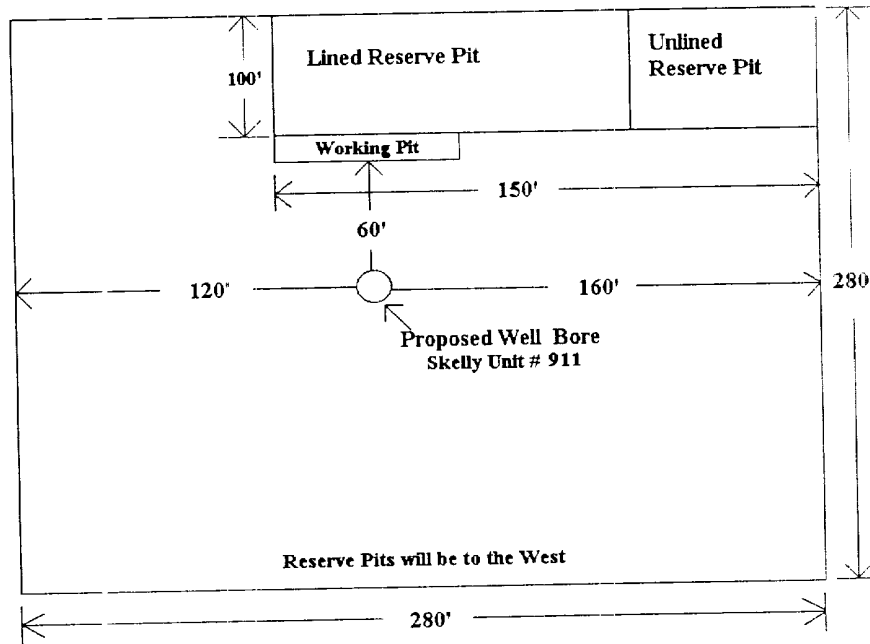 Lined Reserve Pit
Unlined
Reserve Pit
100'
Working Pit
150'
60'
120"
160'
280
Proposed Well Bore
Skelly Unit # 911
Reserve Pits will be to the West
280'